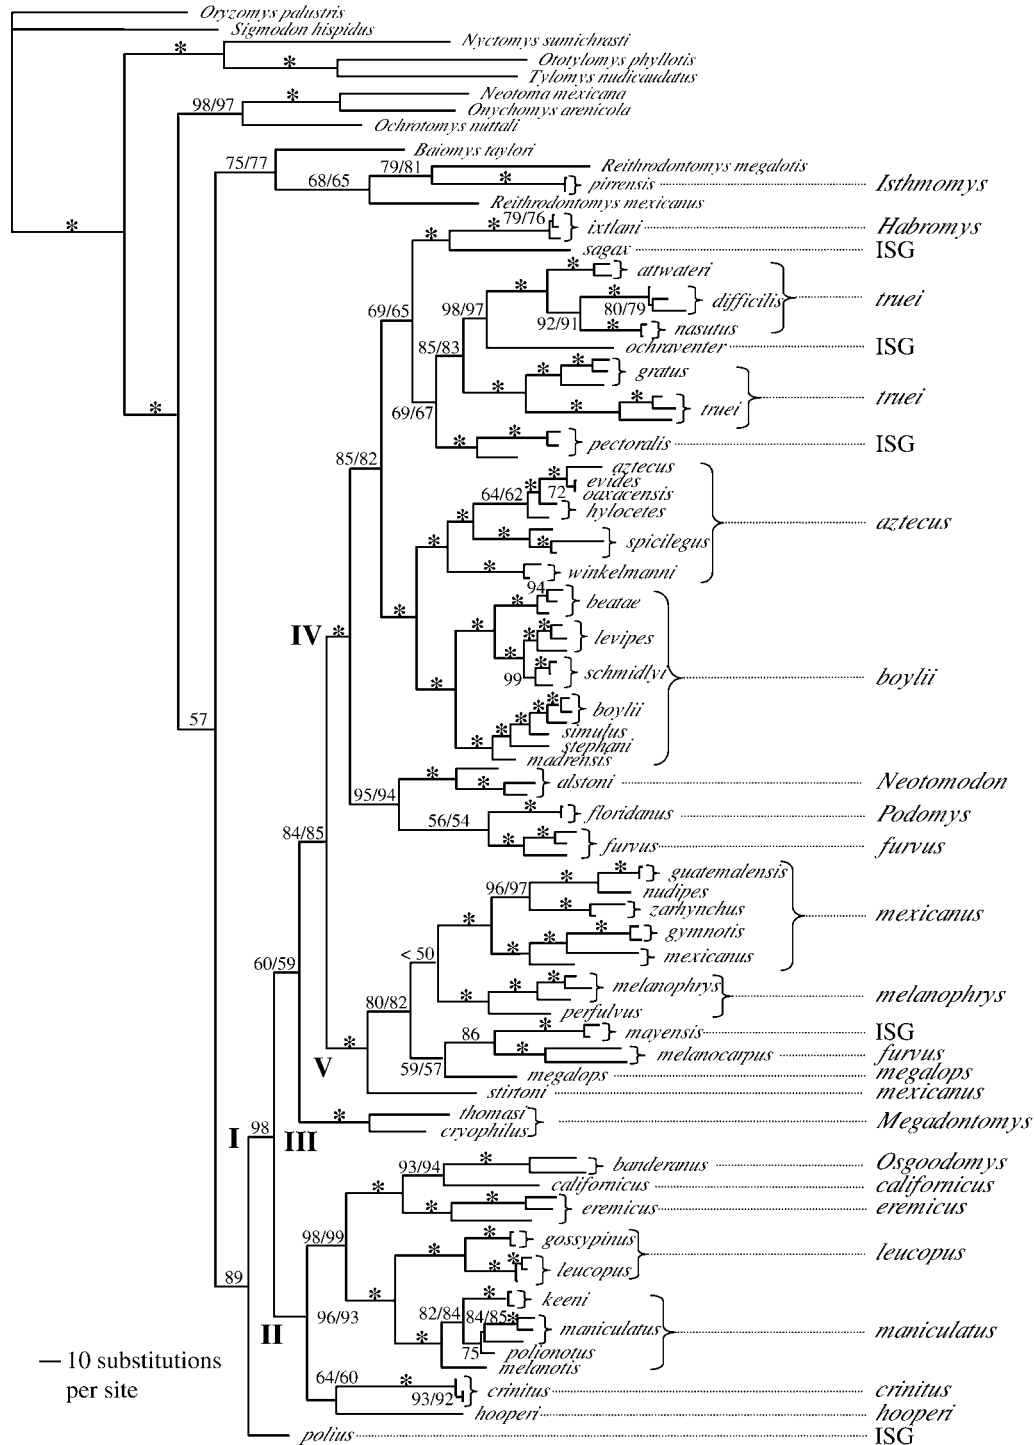 Oryzomys palustris
Sigmodon hispidus
* Nyctomys sumichrasti
* Ototylomys phyllotis
Tylomys nudicaudatus
98/97 * Neotoma mexicana
Onychomys arenicola
Ochrotomys nuttali
75/77 Baiomys taylori
68/65 79/81 Reithrodontomys megalotis
* pirrensis Isthmomys
Reithrodontomys mexicanus
*
* 79/76 ixtlani Habromys
* sagax ISG
* attwateri
69/65 98/97 * * difficilis truei
80/79
92/91 * nasutus
85/83 ochraventer ISG
* * gratus
* * truei truei
*
69/67
* * pectoralis ISG
85/82
* aztecus
* evides
64/62 72 oaxacensis
* hylocetes
* * * spicilegus aztecus
* winkelmanni
94
* * beatae
IV * * * levipes
* * schmidlyi boylii
99
* * * boylii
* * simulus
* stephani
madrensis
57
* * alstoni Neotomodon
95/94
56/54 * floridanus Podomys
* * furvus furvus
84/85
* * guatemalensis
96/97 nudipes
* * zarhynchus mexicanus
* * * gymnotis
mexicanus
< 50
60/59
* * * melanophrys melanophrys
80/82 perfulvus
86 * mayensis ISG
* * melanocarpus furvus
V 59/57 megalops megalops
stirtoni mexicanus
98
I III * thomasi Megadontomys
cryophilus
93/94 * banderanus Osgoodomys
* californicus californicus
* * eremicus eremicus
98/99
* * gossypinus leucopus
* * leucopus
89
* * keeni
II 96/93 82/84 84/85 * maniculatus maniculatus
* 75 polionotus
melanotis
10 substitutions
per site
64/60 * crinitus crinitus
93/92
hooperi hooperi
polius ISG